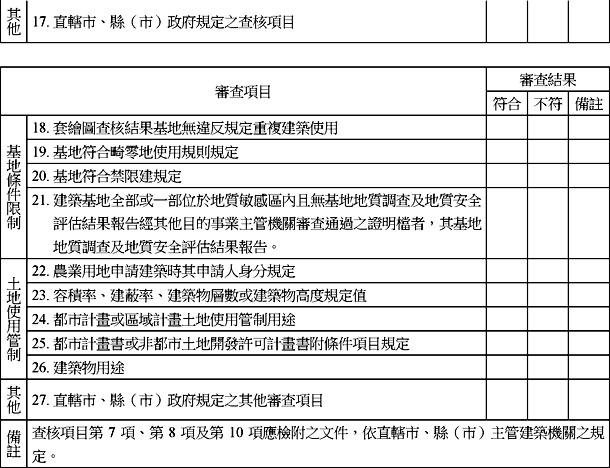 其他
17. 直轄市、縣（市）政府規定之查核項目
審查項目
審查結果
符合
不符
備註
基地條件限制
18. 套繪圖查核結果基地無違反規定重複建築使用
19. 基地符合畸零地使用規則規定
20. 基地符合禁限建規定
21. 建築基地全部或一部位於地質敏感區內且無基地地質調查及地質安全
評估結果報告經其他目的事業主管機關審查通過之證明檔者，其基地
地質調查及地質安全評估結果報告。
土地使用管制
22. 農業用地申請建築時其申請人身分規定
23. 容積率、建蔽率、建築物層數或建築物高度規定值
24. 都市計畫或區域計畫土地使用管制用途
25. 都市計畫書或非都市土地開發許可計畫書附條件項目規定
26. 建築物用途
其他
27. 直轄市、縣（市）政府規定之其他審查項目
備註
查核項目第 7 項、第 8 項及第 10 項應檢附之文件，依直轄市、縣（市）主管建築機關之規
定。